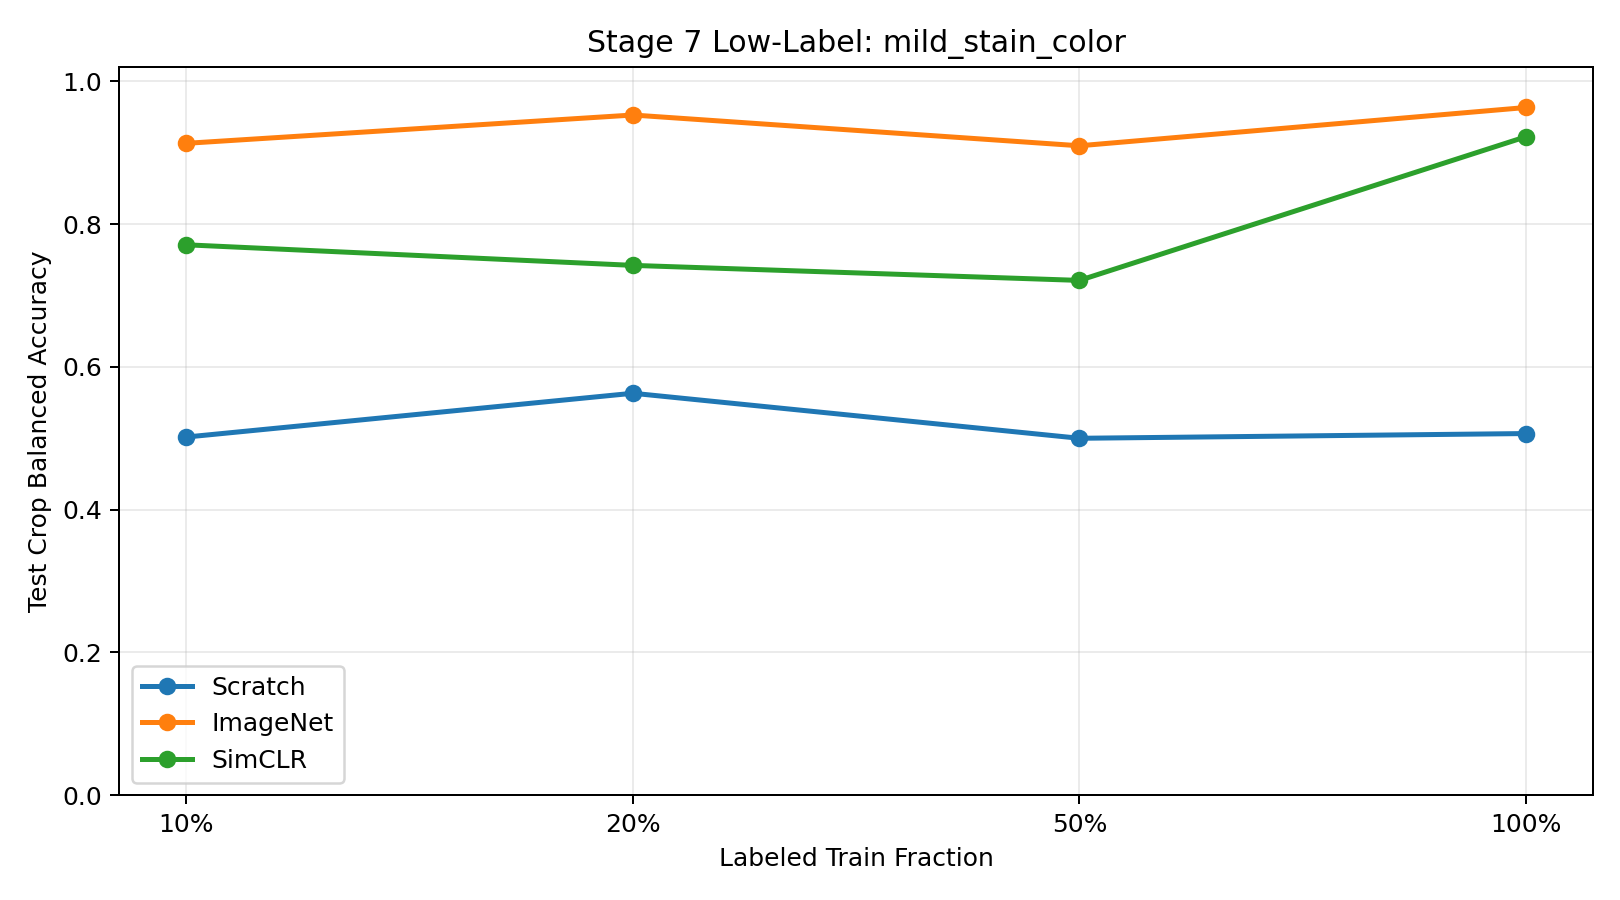 Stage 7 Low-Label: mild_stain_color
Test Crop Balanced Accuracy
1.0
0.8
0.6
0.4
0.2
0.0
Scratch
ImageNet
SimCLR
10% 20% 50% 100%
Labeled Train Fraction